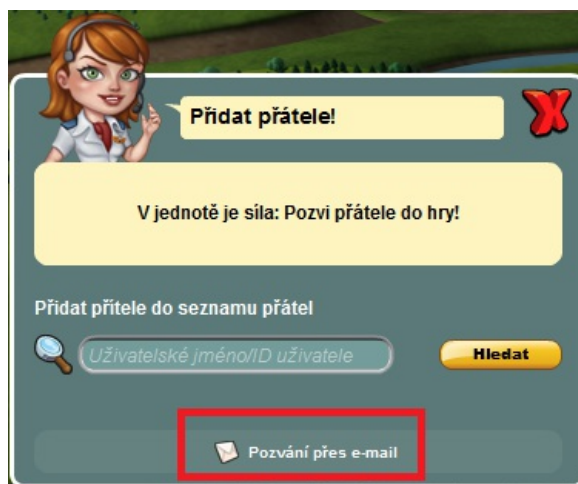 Přidat přátele!
V jednotě je síla: Pozvi přátele do hry!
Přidat přítele do seznamu přátel
Uživatelské jméno/ID uživatele
Hledat
Pozvání přes e-mail